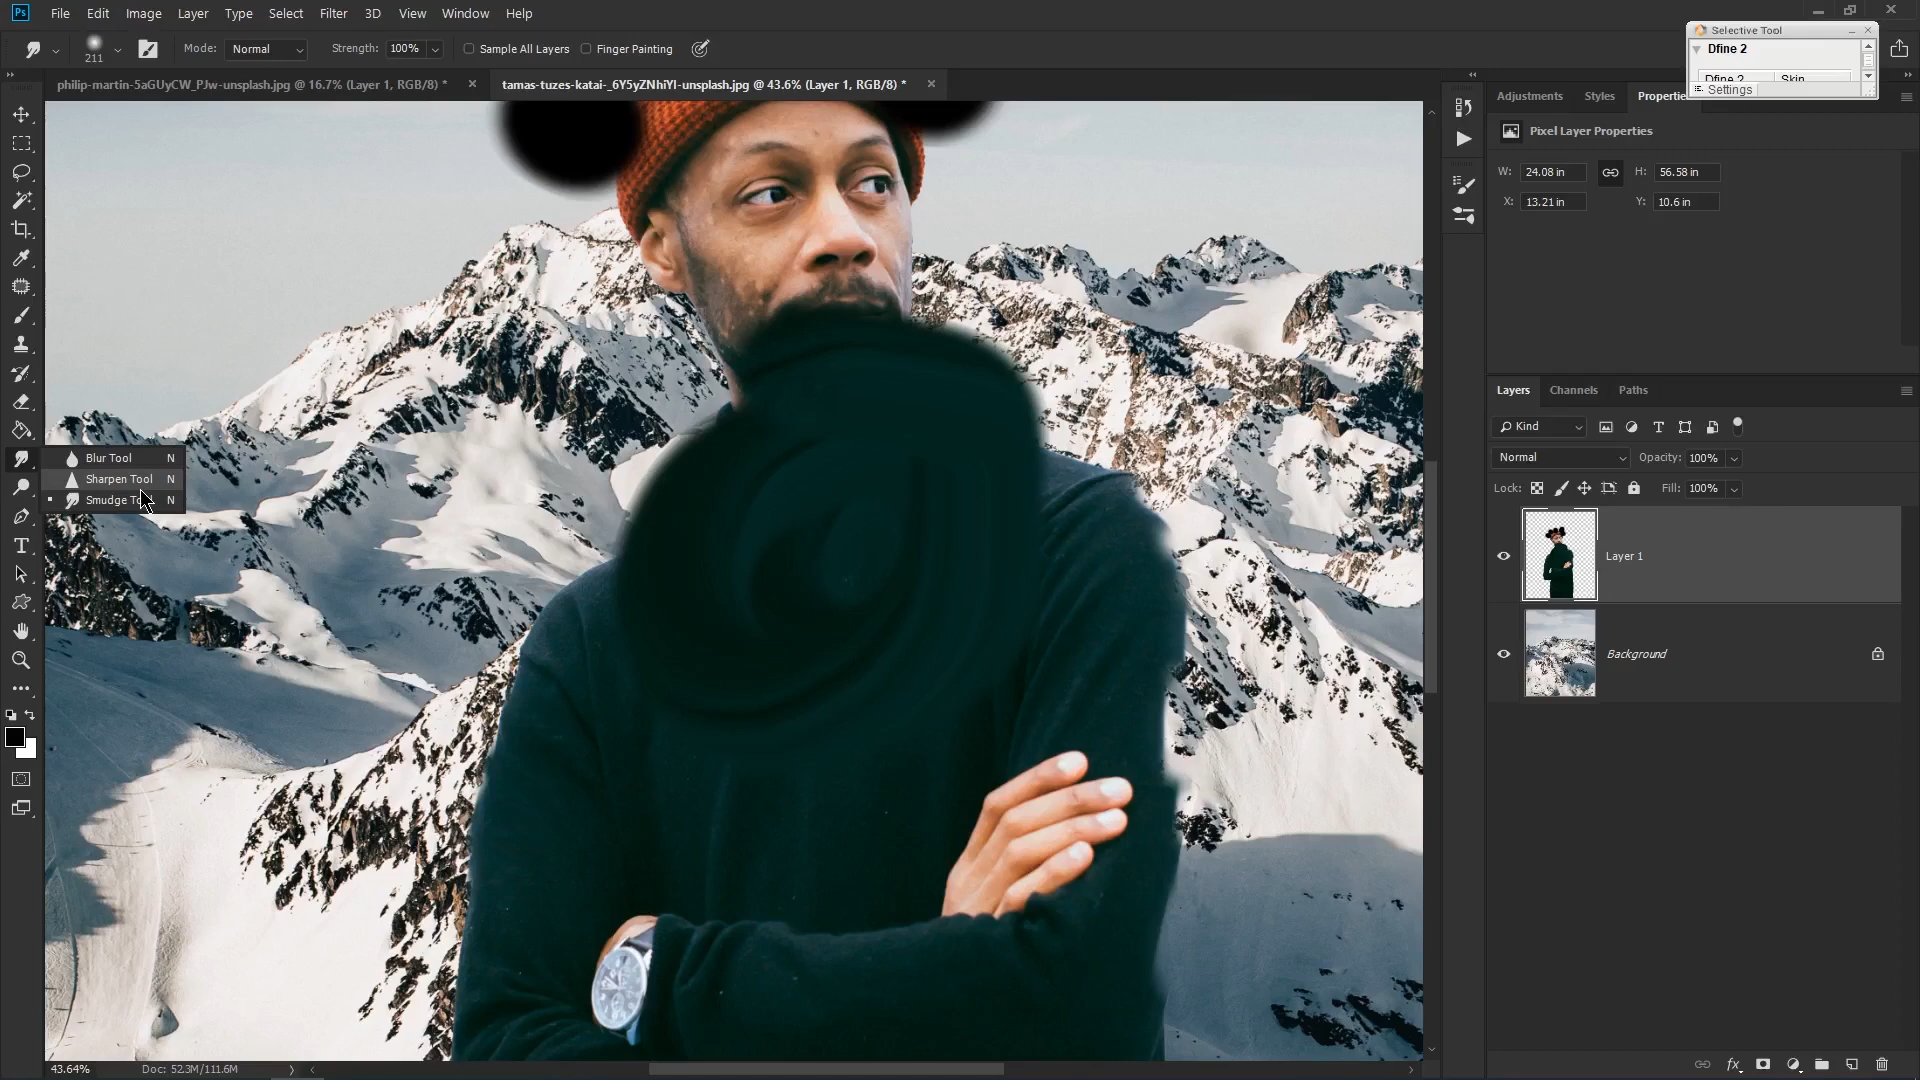 Ps File Edit Image Layer Type Select Filter 3D View Window Help
211 Mode: Normal Strength: 100% Sample All Layers Finger Painting
Selective Tool
Dfine 2
Dfine 2 Skin
Settings
philip-martin-5aGUyCW_PJw-unsplash.jpg @ 16.7% (Layer 1, RGB/8) * tamas-tuzes-katai-_6Y5yZNhiYI-unsplash.jpg @ 43.6% (Layer 1, RGB/8) *
Adjustments Styles Properties
Pixel Layer Properties
W: 24.08 in H: 56.58 in
X: 13.21 in Y: 10.6 in
Layers Channels Paths
Kind
Normal Opacity: 100%
Lock: Fill: 100%
Layer 1
Background
Blur Tool N
Sharpen Tool N
Smudge N
43.64% Doc: 52.3M/111.6M
fx